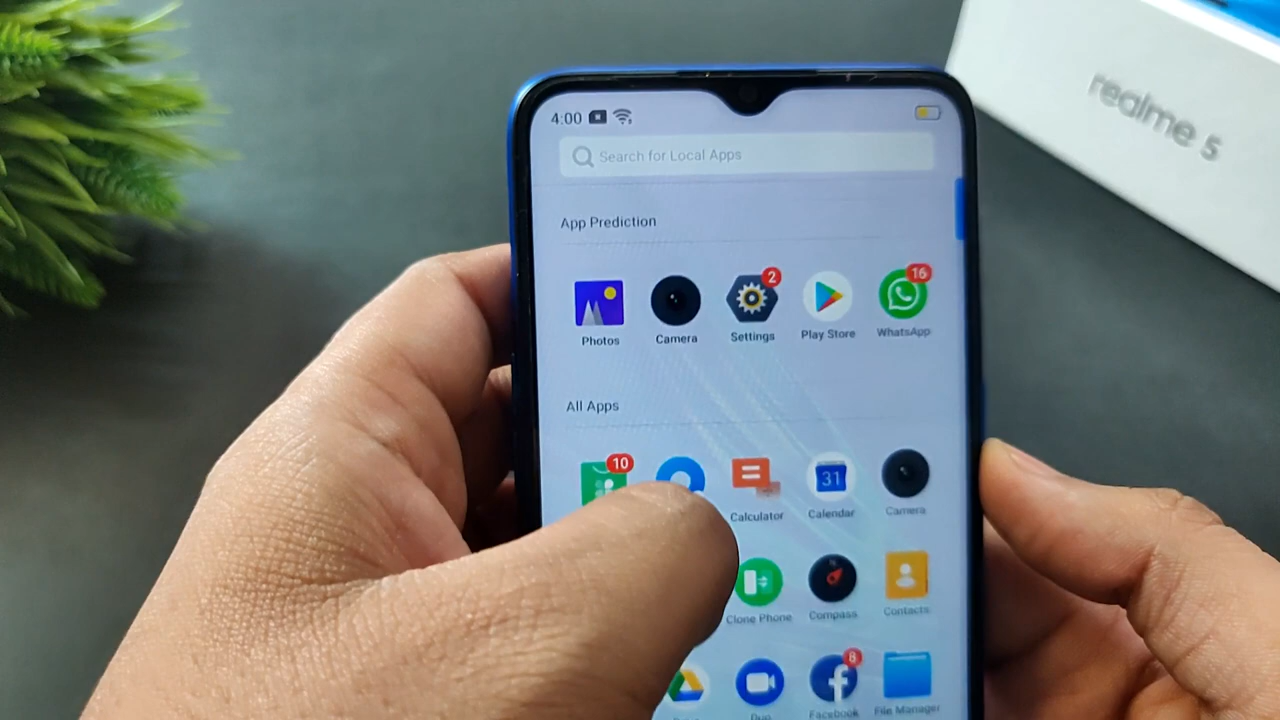 realme 5
4:00
Search for Local Apps
App Prediction
2
16
Photos
Camera
Settings
Play Store
WhatsApp
All Apps
10
31
Calculator
Calendar
Camera
Clone Phone
Compass
Contacts
8
Duo
Facebook
File Manager